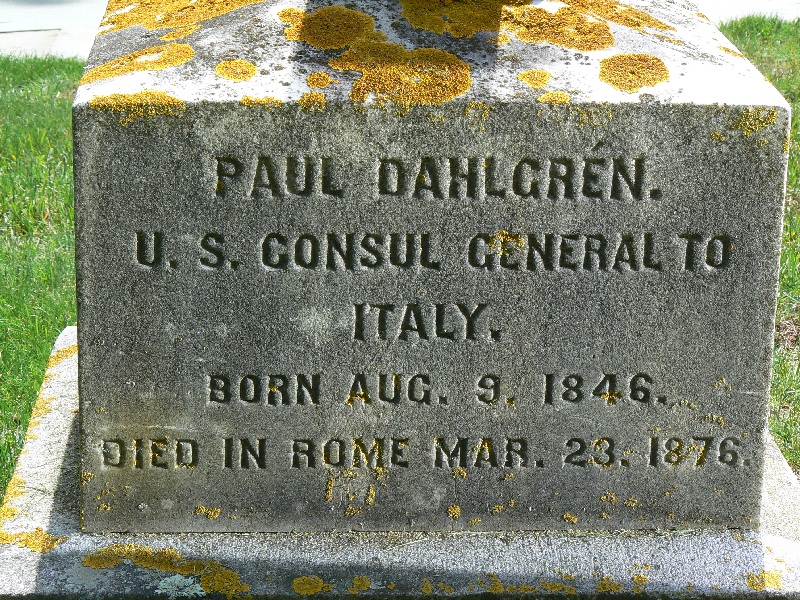 PAUL DAHLGREN.
U. S. CONSUL GENERAL TO
ITALY.
BORN AUG. 9. 1846.
DIED IN ROME MAR. 23. 1876.